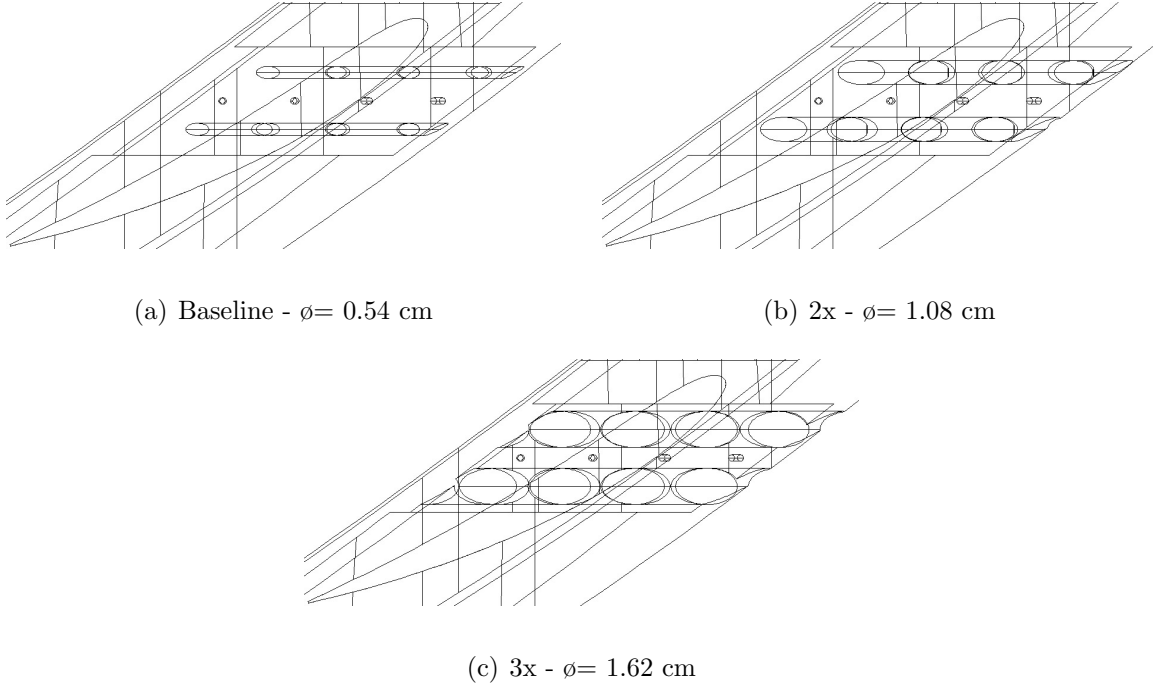 (a) Baseline - ø= 0.54 cm
(b) 2x - ø= 1.08 cm
(c) 3x - ø= 1.62 cm